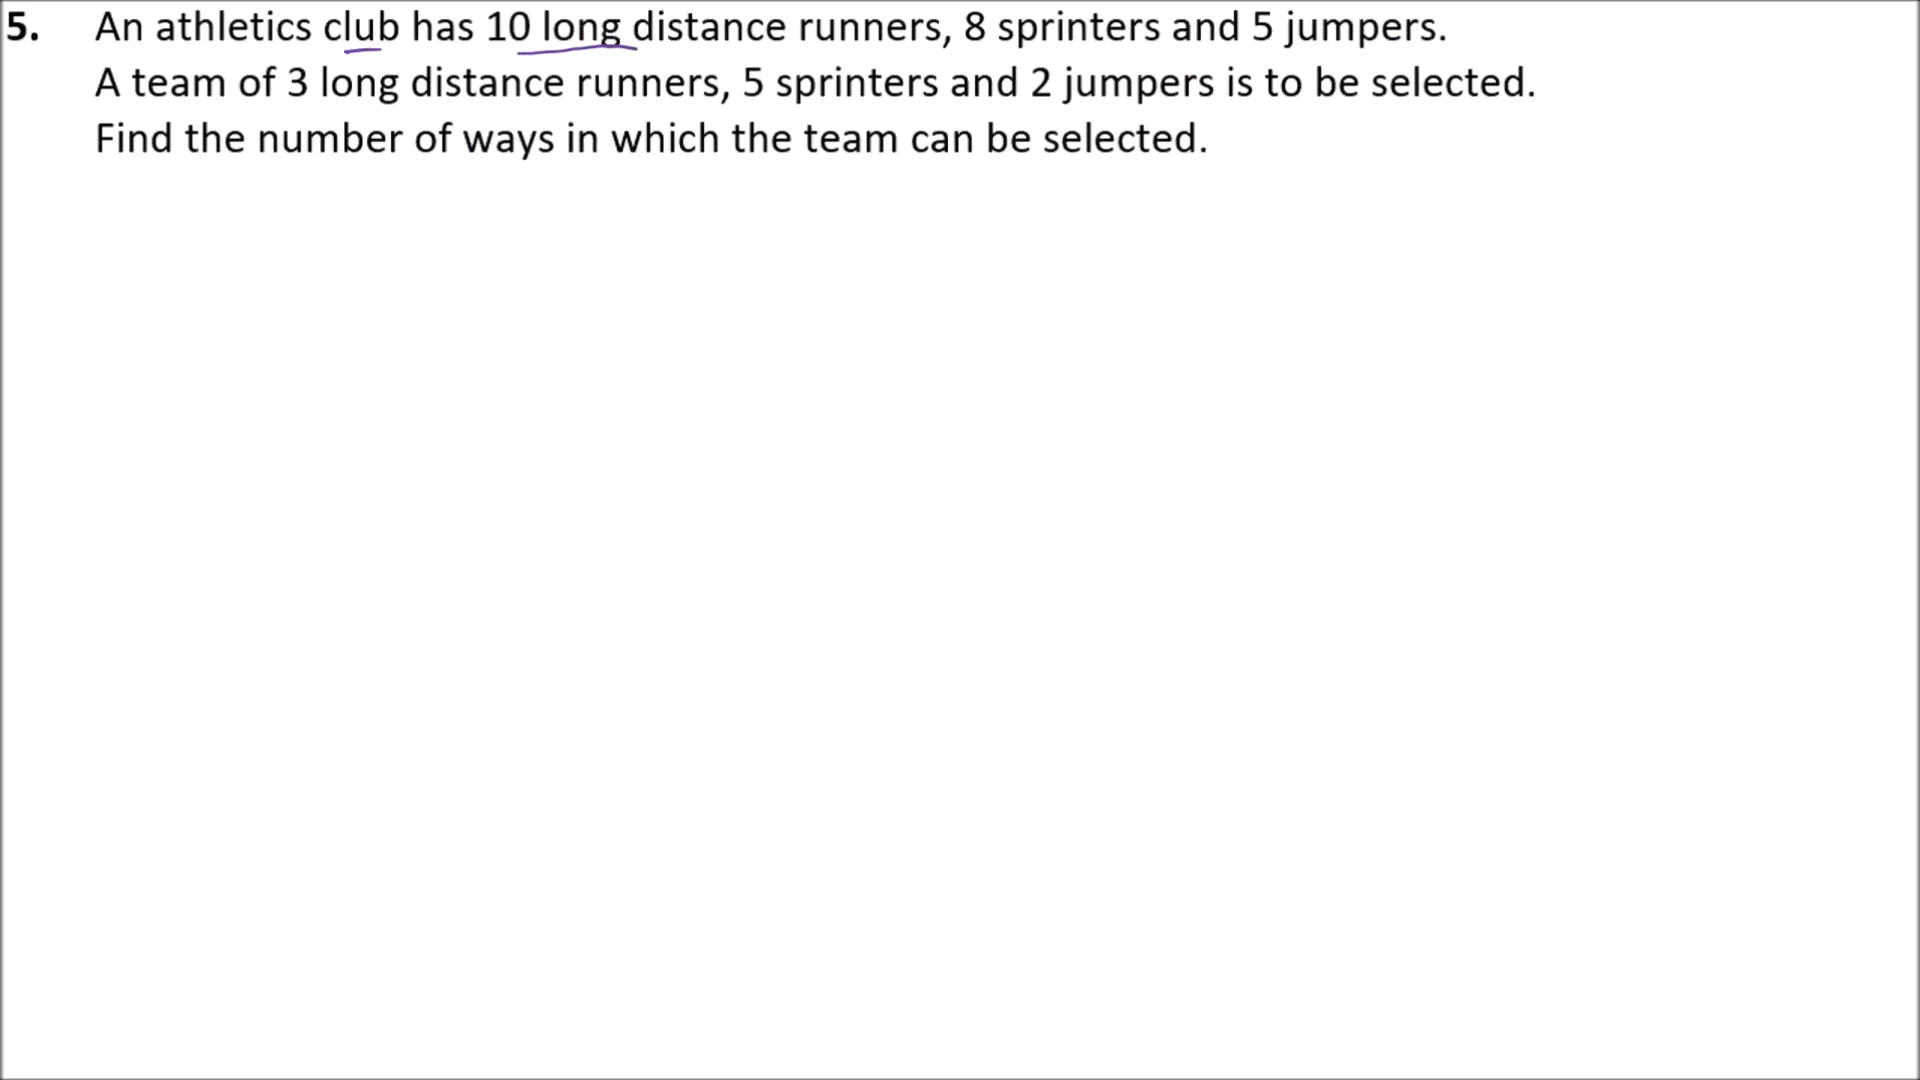 5. An athletics club has 10 long distance runners, 8 sprinters and 5 jumpers.
A team of 3 long distance runners, 5 sprinters and 2 jumpers is to be selected.
Find the number of ways in which the team can be selected.